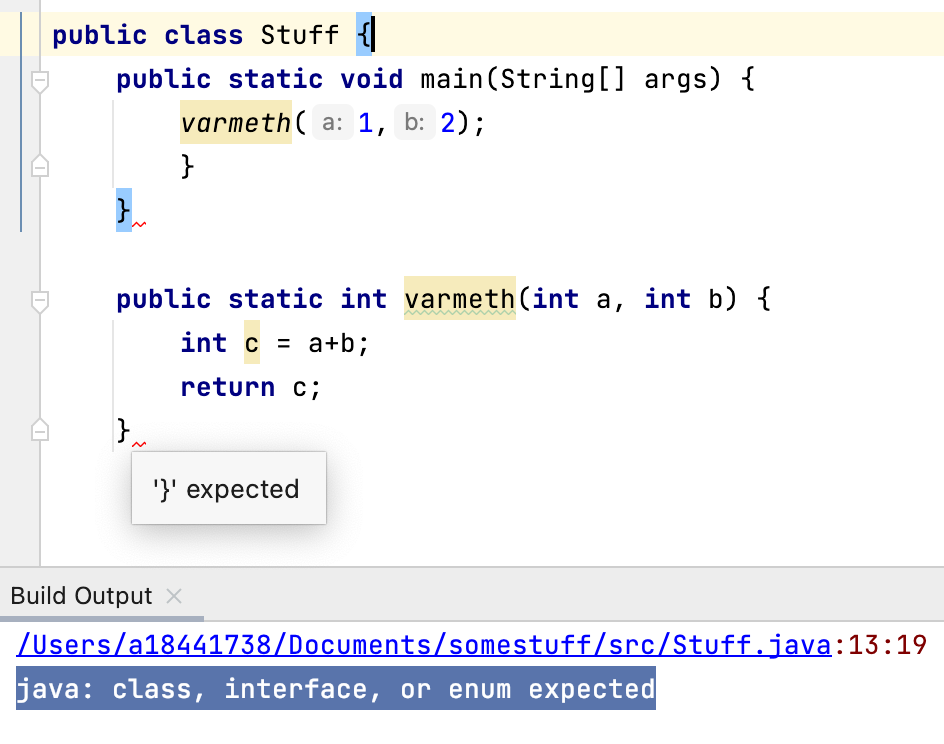 public class Stuff {
public static void main(String[] args) {
varmeth( a: 1, b: 2);
}
}
public static int varmeth(int a, int b) {
int c = a+b;
return c;
}
'}' expected
Build Output ×
/Users/a18441738/Documents/somestuff/src/Stuff.java:13:19
java: class, interface, or enum expected